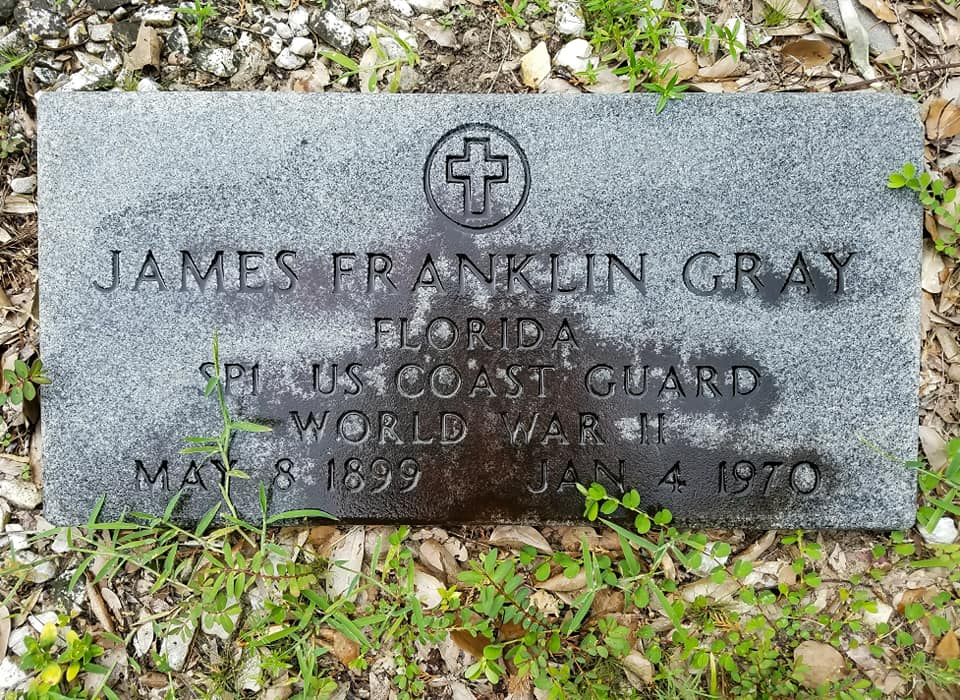 JAMES FRANKLIN GRAY
FLORIDA
SP1 US COAST GUARD
WORLD WAR II
MAY 8 1899 JAN 4 1970